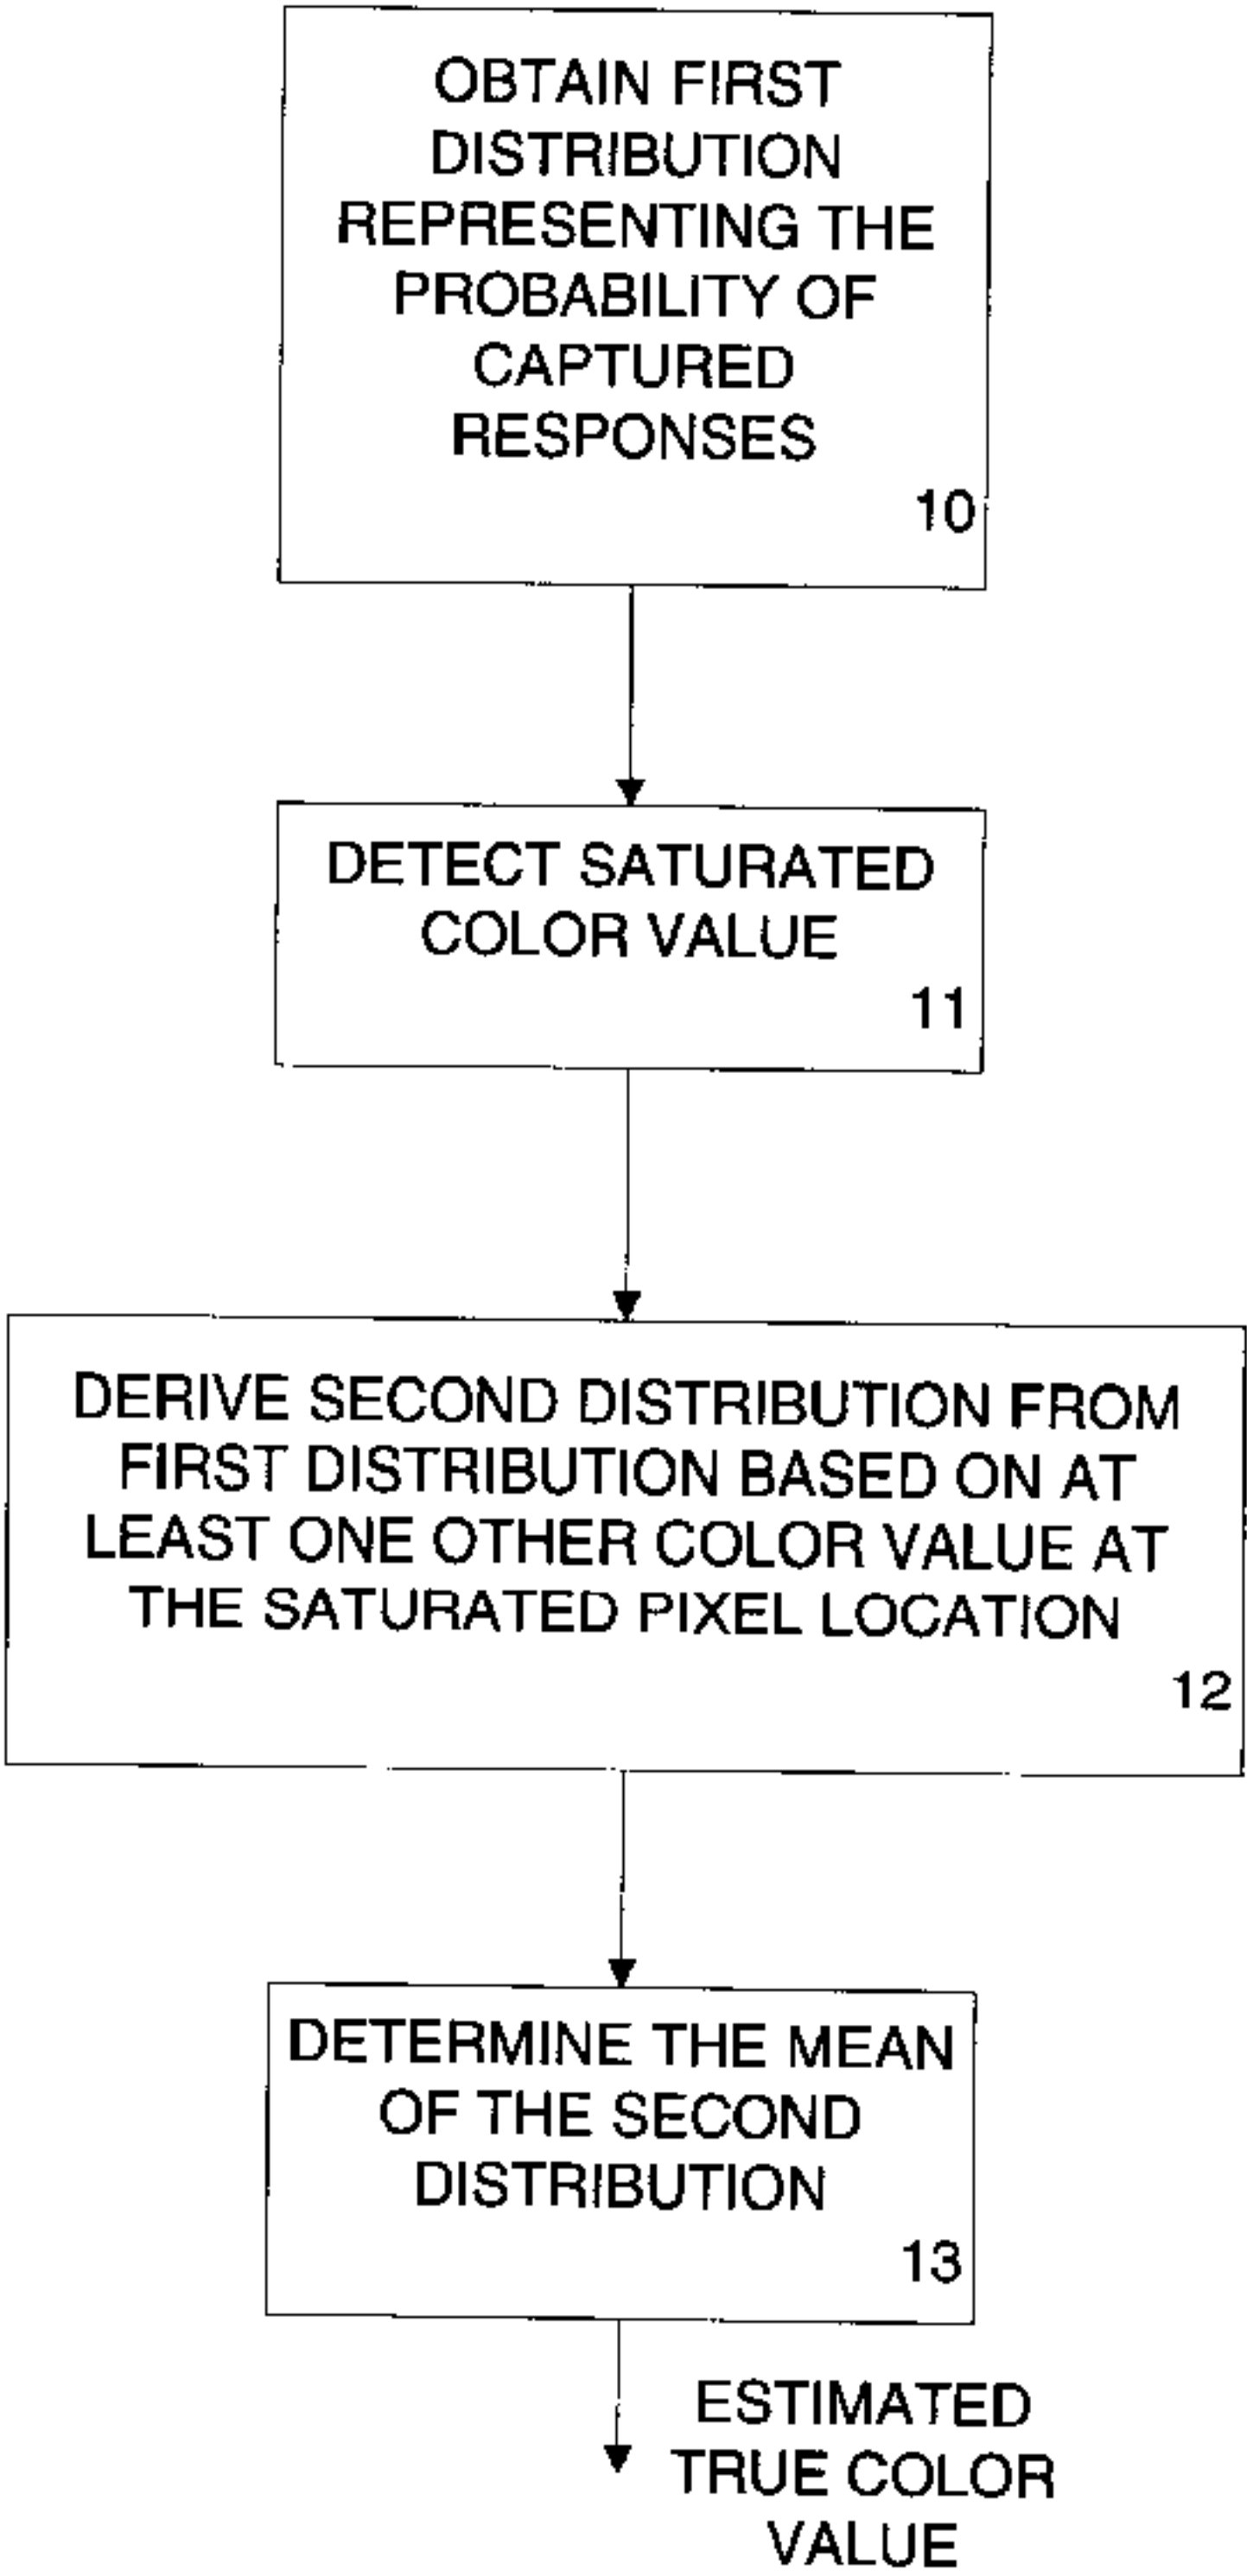 OBTAIN FIRST
DISTRIBUTION
REPRESENTING THE
PROBABILITY OF
CAPTURED
RESPONSES
10
DETECT SATURATED
COLOR VALUE
11
DERIVE SECOND DISTRIBUTION FROM
FIRST DISTRIBUTION BASED ON AT
LEAST ONE OTHER COLOR VALUE AT
THE SATURATED PIXEL LOCATION
12
DETERMINE THE MEAN
OF THE SECOND
DISTRIBUTION
13
ESTIMATED
TRUE COLOR
VALUE